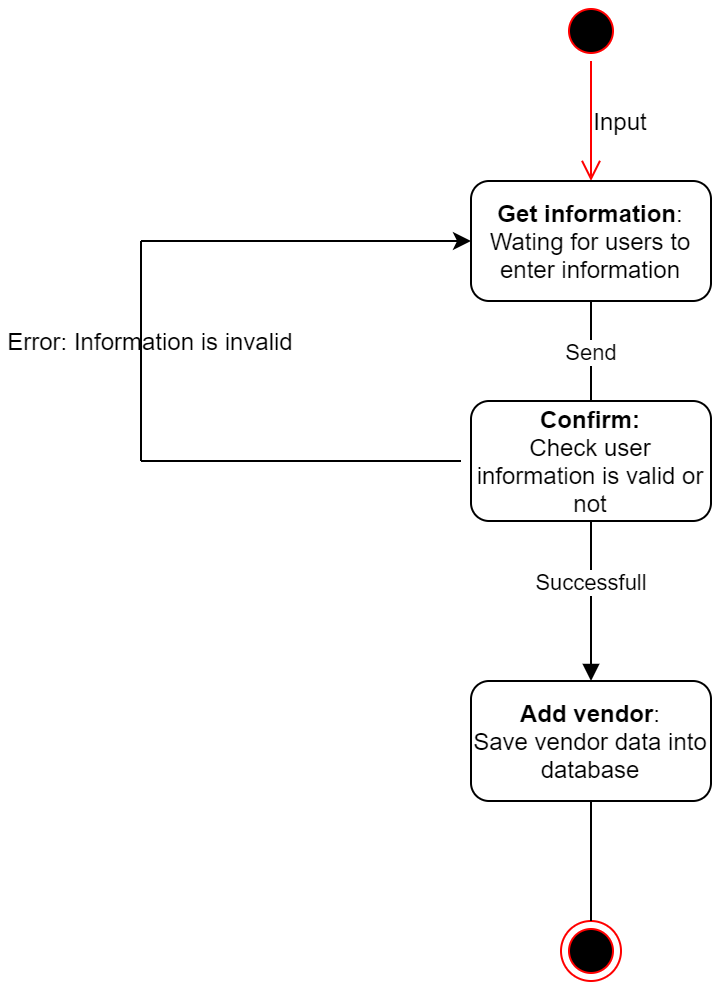 Input
Get information:
Wating for users to
enter information
Error: Information is invalid
Send
Confirm:
Check user
information is valid or
not
Successfull
Add vendor:
Save vendor data into
database